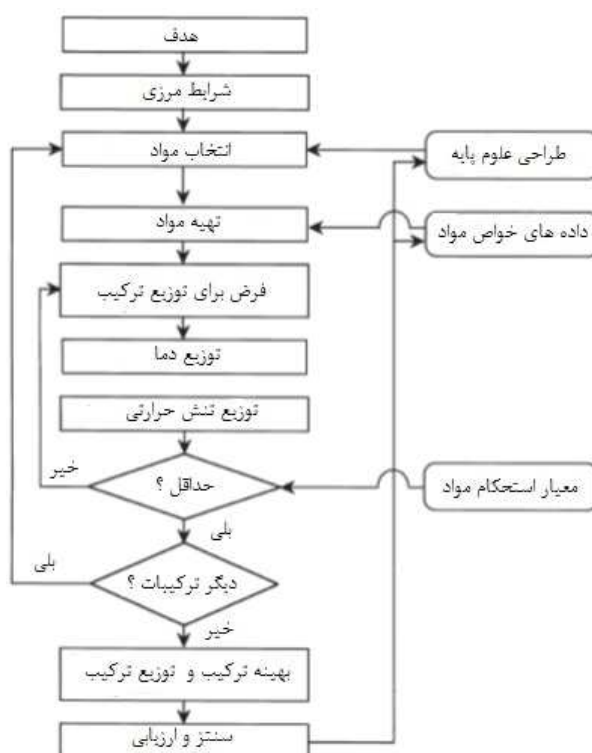 هدف
شرایط مرزی
انتخاب مواد
طراحی علوم پایه
تهیه مواد
داده های خواص مواد
فرض برای توزیع ترکیب
توزیع دما
توزیع تنش حرارتی
خیر
حداقل ؟
معیار استحکام مواد
بلی
بلی
دیگر ترکیبات ؟
خیر
بهینه ترکیب و توزیع ترکیب
سنتز و ارزیابی